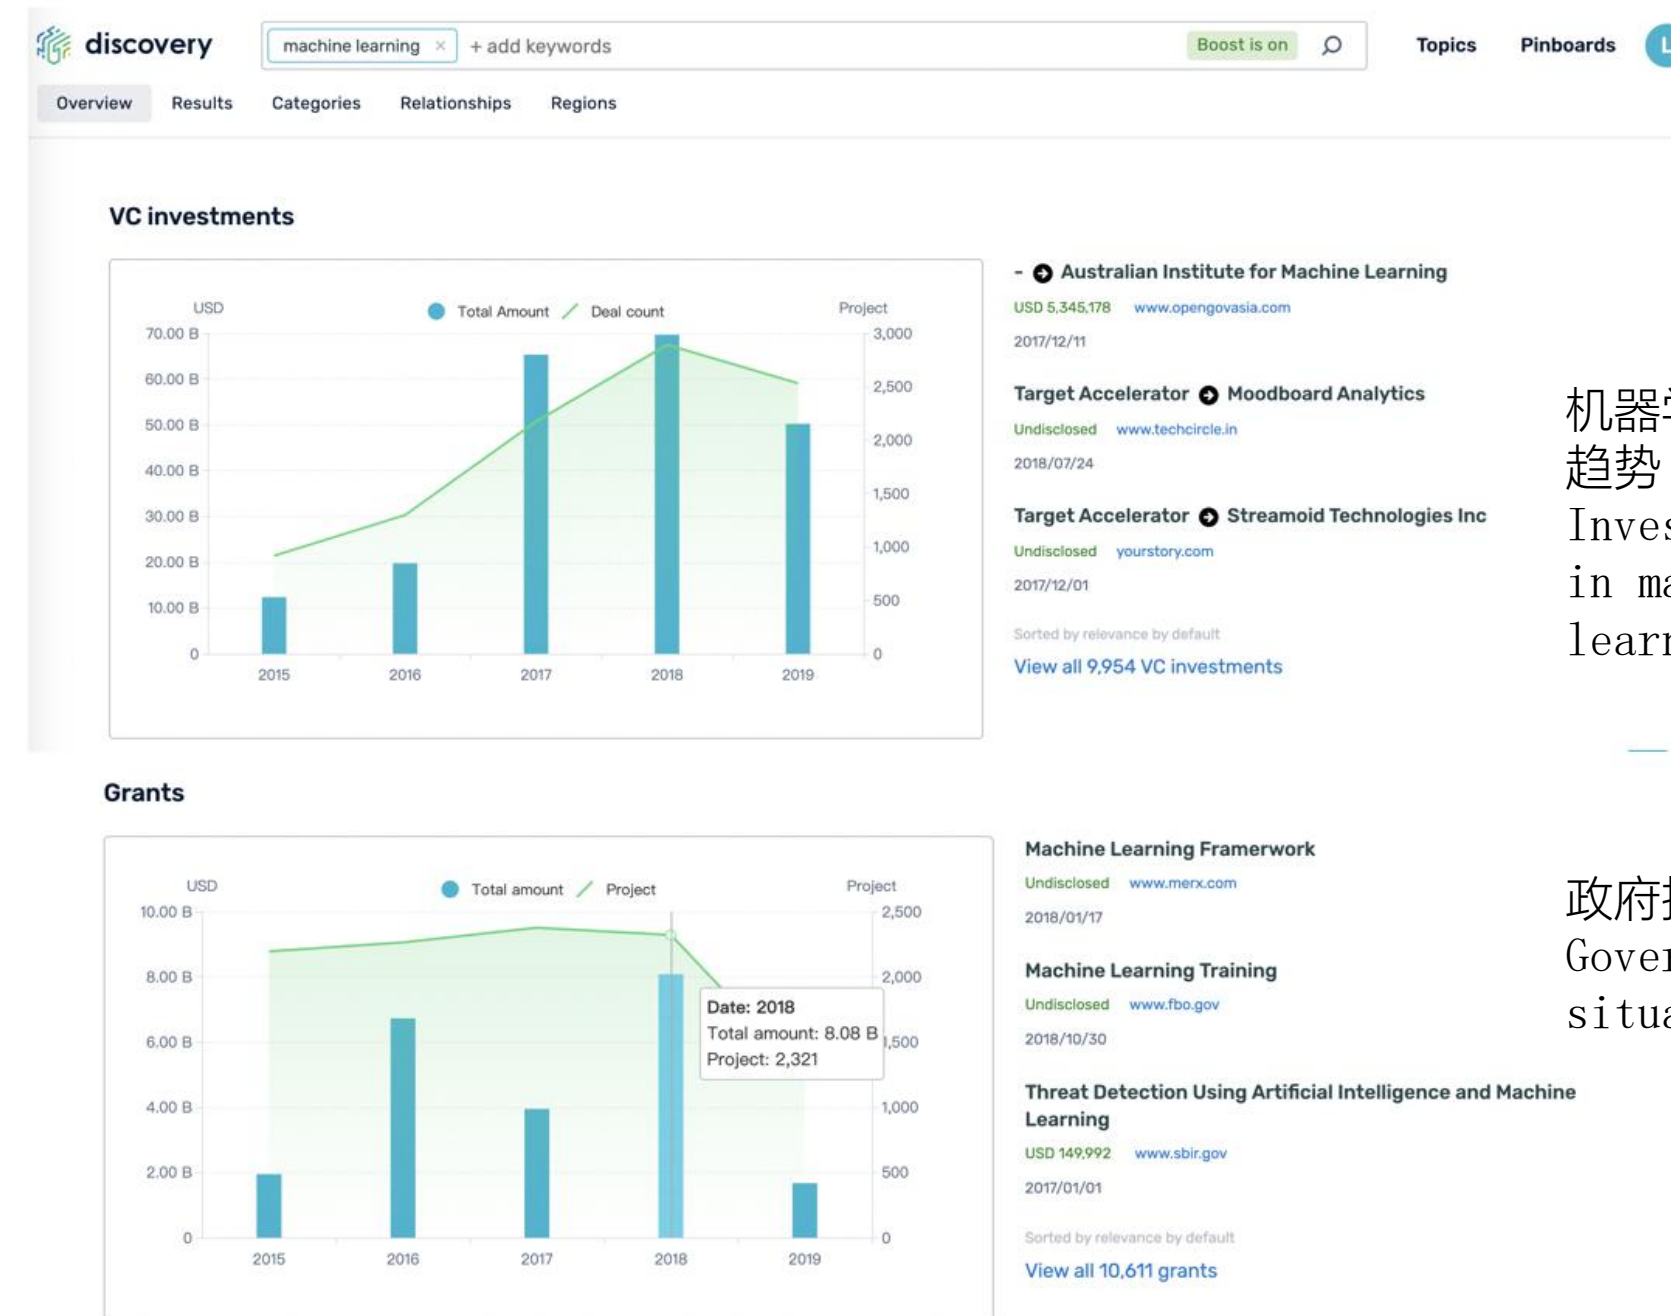 discovery
machine learning × + add keywords Boost is on Topics Pinboards L
Overview Results Categories Relationships Regions
VC investments
USD Total Amount Deal count Project
70.00 B 3,000
60.00 B 2,500
50.00 B 2,000
40.00 B 1,500
30.00 B 1,000
20.00 B 500
10.00 B 0
0
2015 2016 2017 2018 2019
- Australian Institute for Machine Learning
USD 5,345,178 www.opengovasia.com
2017/12/11
Target Accelerator Moodboard Analytics
Undisclosed www.techcircle.in
2018/07/24
Target Accelerator Streamoid Technologies Inc
Undisclosed yourstory.com
2017/12/01
Sorted by relevance by default
View all 9,954 VC investments
机器
趋势
in
Grants
USD Total amount Project Project
10.00 B 2,500
8.00 B 2,000
6.00 B 1,500
4.00 B 1,000
2.00 B 500
0 0
2015 2016 2017 2018 2019
Date: 2018
Total amount: 8.08 B
Project: 2,321
Machine Learning Framerwork
Undisclosed www.merx.com
2018/01/17
Machine Learning Training
Undisclosed www.fbo.gov
2018/10/30
Threat Detection Using Artificial Intelligence and Machine
Learning
USD 149,992 www.sbir.gov
2017/01/01
Sorted by relevance by default
View all 10,611 grants
政府